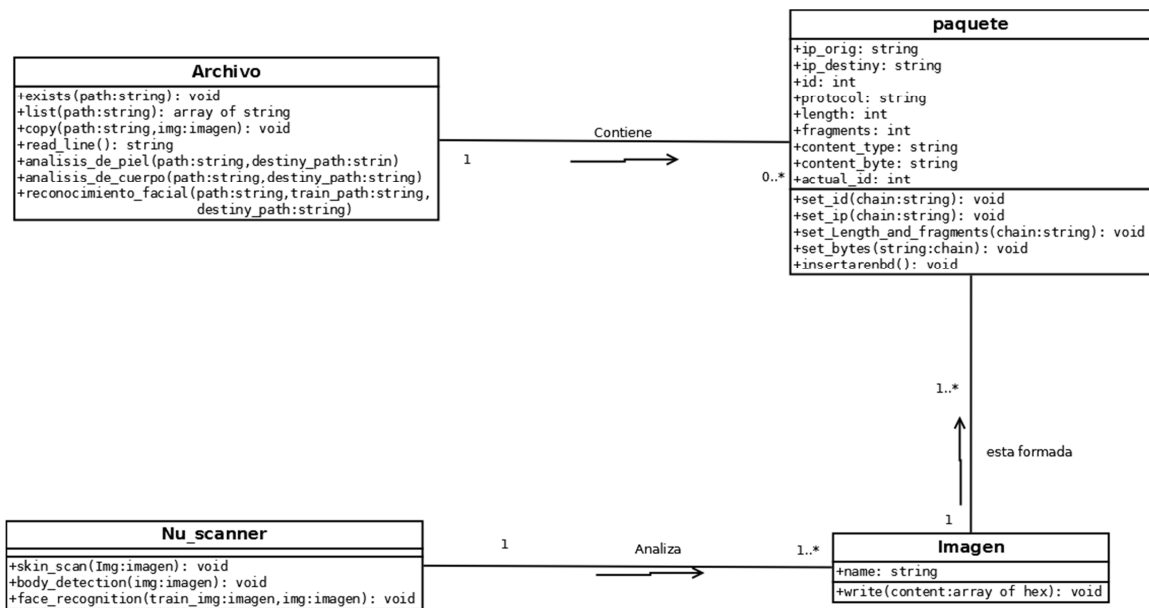 Archivo
+exists(path:string): void
+list(path:string): array of string
+copy(path:string,img:imagen): void
+read_line(): string
+analisis_de_piel(path:string,destiny_path:strin)
+analisis_de_cuerpo(path:string,destiny_path:string)
+reconocimiento_facial(path:string,train_path:string,
destiny_path:string)
Contiene
1
0..*
paquete
+ip_orig: string
+ip_destiny: string
+id: int
+protocol: string
+length: int
+fragments: int
+content_type: string
+content_byte: string
+actual_id: int
+set_id(chain:string): void
+set_ip(chain:string): void
+set_Length_and_fragments(chain:string): void
+set_bytes(string:chain): void
+insertarenbd(): void
1..*
esta formada
1
Nu_scanner
+skin_scan(Img:imagen): void
+body_detection(img:imagen): void
+face_recognition(train_img:imagen,img:imagen): void
1
Analiza
1..*
Imagen
+name: string
+write(content:array of hex): void